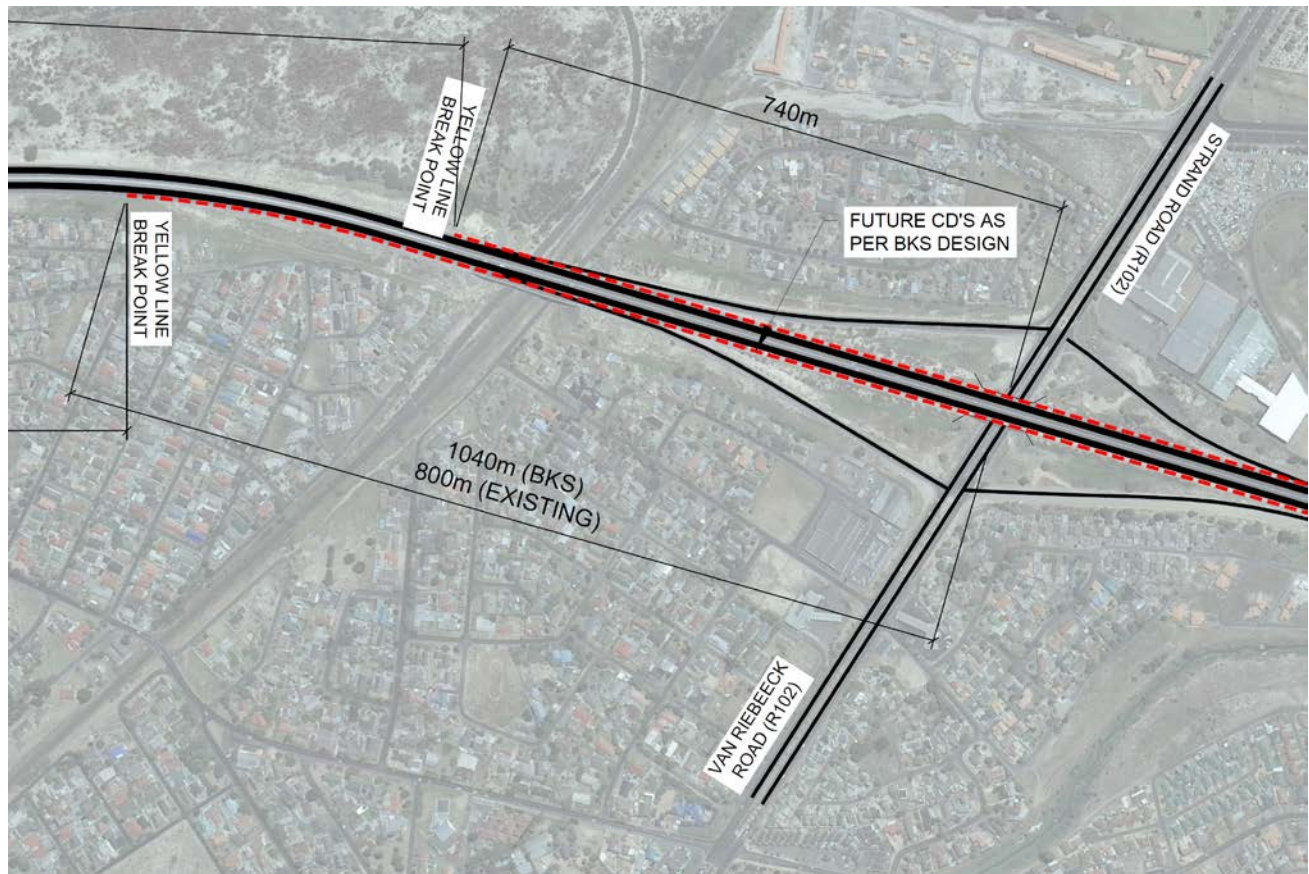 YELLOW LINE
BREAK POINT
740m
STRAND ROAD (R102)
FUTURE CD'S AS
PER BKS DESIGN
YELLOW LINE
BREAK POINT
1040m (BKS)
800m (EXISTING)
VAN RIEBEECK
ROAD (R102)